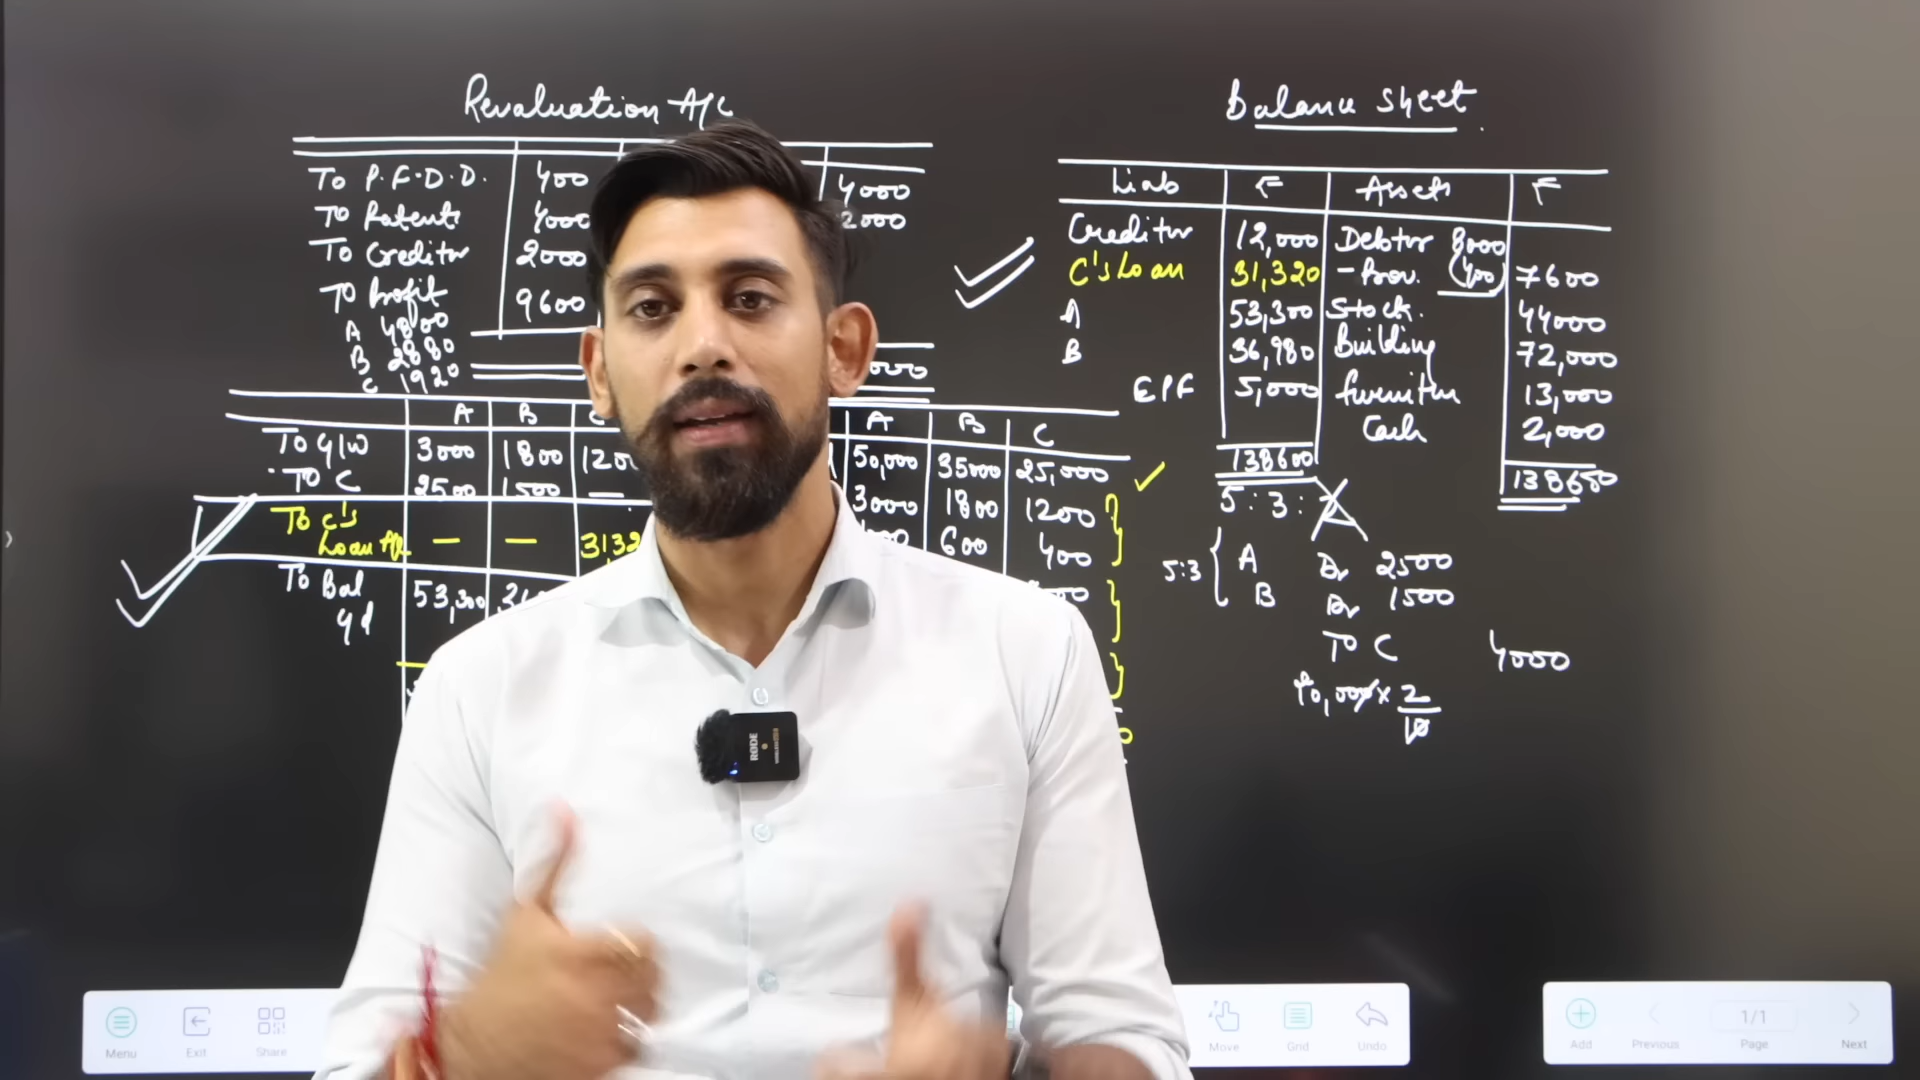 Revaluation A/C
To P.F.D.D. 400 4000
To Patents 4000 2000
To Creditor 2000
To Profit 9600
A 4800
B 2880
C 1920
000
A B C A B C
To G/W 3000 1800 120 50,000 35000 25,000
To C 2500 1500 — 3000 1800 1200
To C's Loan A/c — — 3132 600 400
To Bal c/d 53,300
Balance Sheet
Liab ₹ Assets ₹
Creditor 12,000 Debtor 8000
C's Loan 31,320 - Prov. (400) 7600
A 53,300 Stock. 44000
B 36,980 Building 72,000
EPF 5,000 furnitur 13,000
Cash 2,000
138600 138600
5:3:2
5:3 { A Dr 2500
B Dr 1500
To C 4000
2
10
RØDE
Menu Exit Share Move Grid Undo Add Previous 1/1 Page Next